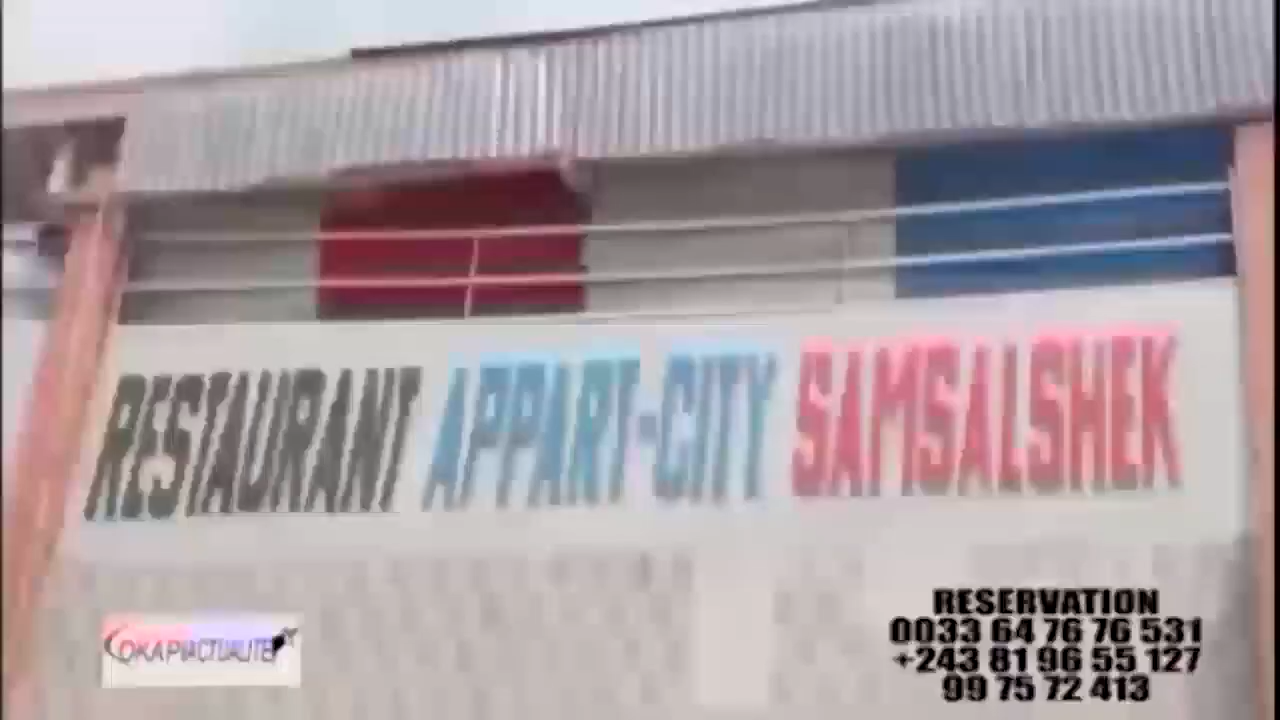 RESTAURANT APPART-CITY SAMSALSHEK
OKAPIACTUALITE
RESERVATION
0033 64 76 76 531
+243 81 96 55 127
99 75 72 413